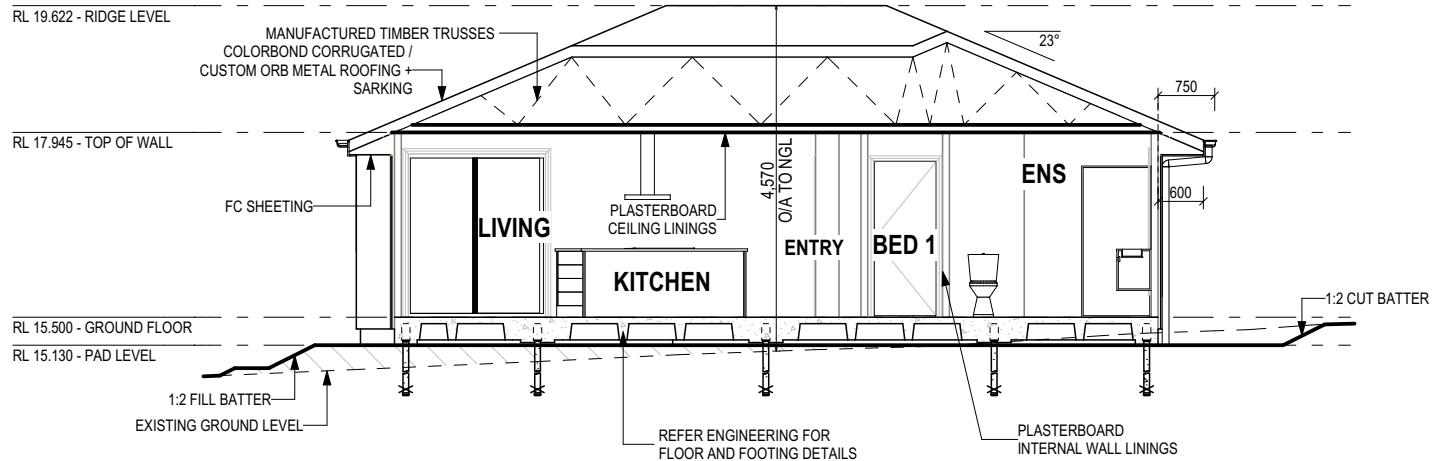 RL 19.622 - RIDGE LEVEL
MANUFACTURED TIMBER TRUSSES
COLORBOND CORRUGATED /
CUSTOM ORB METAL ROOFING +
SARKING
23°
750
RL 17.945 - TOP OF WALL
FC SHEETING
LIVING
PLASTERBOARD
CEILING LININGS
KITCHEN
4,570
O/A TO NGL
ENTRY
BED 1
ENS
600
1:2 CUT BATTER
RL 15.500 - GROUND FLOOR
RL 15.130 - PAD LEVEL
1:2 FILL BATTER
EXISTING GROUND LEVEL
REFER ENGINEERING FOR
FLOOR AND FOOTING DETAILS
PLASTERBOARD
INTERNAL WALL LININGS